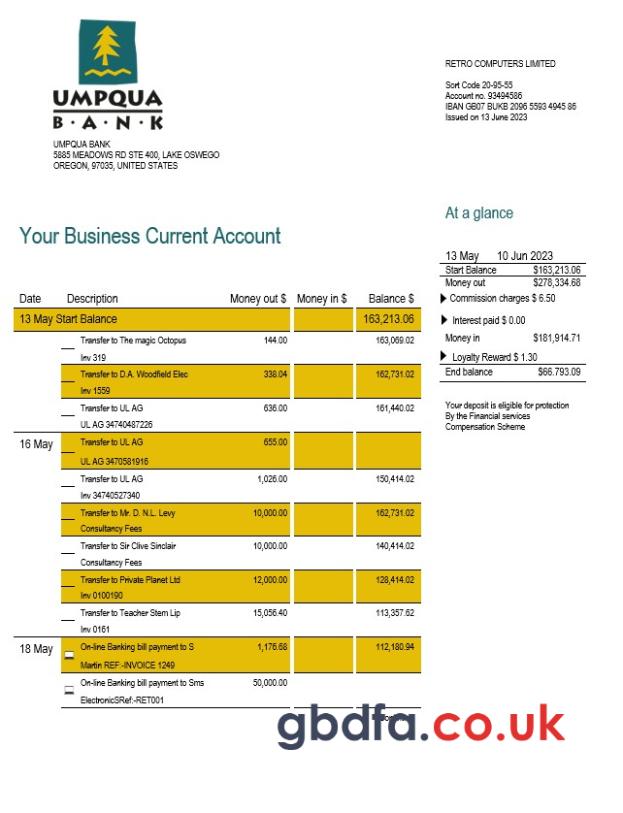 UMPQUA
B·A·N·K
UMPQUA BANK
5885 MEADOWS RD STE 400, LAKE OSWEGO
OREGON, 97035, UNITED STATES
RETRO COMPUTERS LIMITED
Sort Code 20-95-55
Account no. 93494586
IBAN GB07 BUKB 2096 5593 4945 86
Issued on 13 June 2023
At a glance
13 May 10 Jun 2023
Start Balance $163,213.06
Money out $278,334.68
Commission charges $ 6.50
Interest paid $ 0.00
Money in $181,914.71
Loyalty Reward $ 1.30
End balance $66.793.09
Your deposit is eligible for protection
By the Financial services
Compensation Scheme
Your Business Current Account
Date Description Money out $ Money in $ Balance $
13 May Start Balance 163,213.06
Transfer to The magic Octopus 144.00 163,069.02
Inv 319
Transfer to D.A. Woodfield Elec 338.04 162,731.02
Inv 1559
Transfer to UL AG 636.00 161,440.02
UL AG 34740487226
16 May Transfer to UL AG 655.00
UL AG 3470581916
Transfer to UL AG 1,026.00 150,414.02
Inv 34740527340
Transfer to Mr. D. N.L. Levy 10,000.00 162,731.02
Consultancy Fees
Transfer to Sir Clive Sinclair 10,000.00 140,414.02
Consultancy Fees
Transfer to Private Planet Ltd 12,000.00 128,414.02
Inv 0100190
Transfer to Teacher Stem Lip 15,056.40 113,357.62
Inv 0161
18 May On-line Banking bill payment to S 1,176.68 112,180.94
Martin REF:-INVOICE 1249
On-line Banking bill payment to Sms 50,000.00
ElectronicSRef:-RET001
gbdfa.co.uk